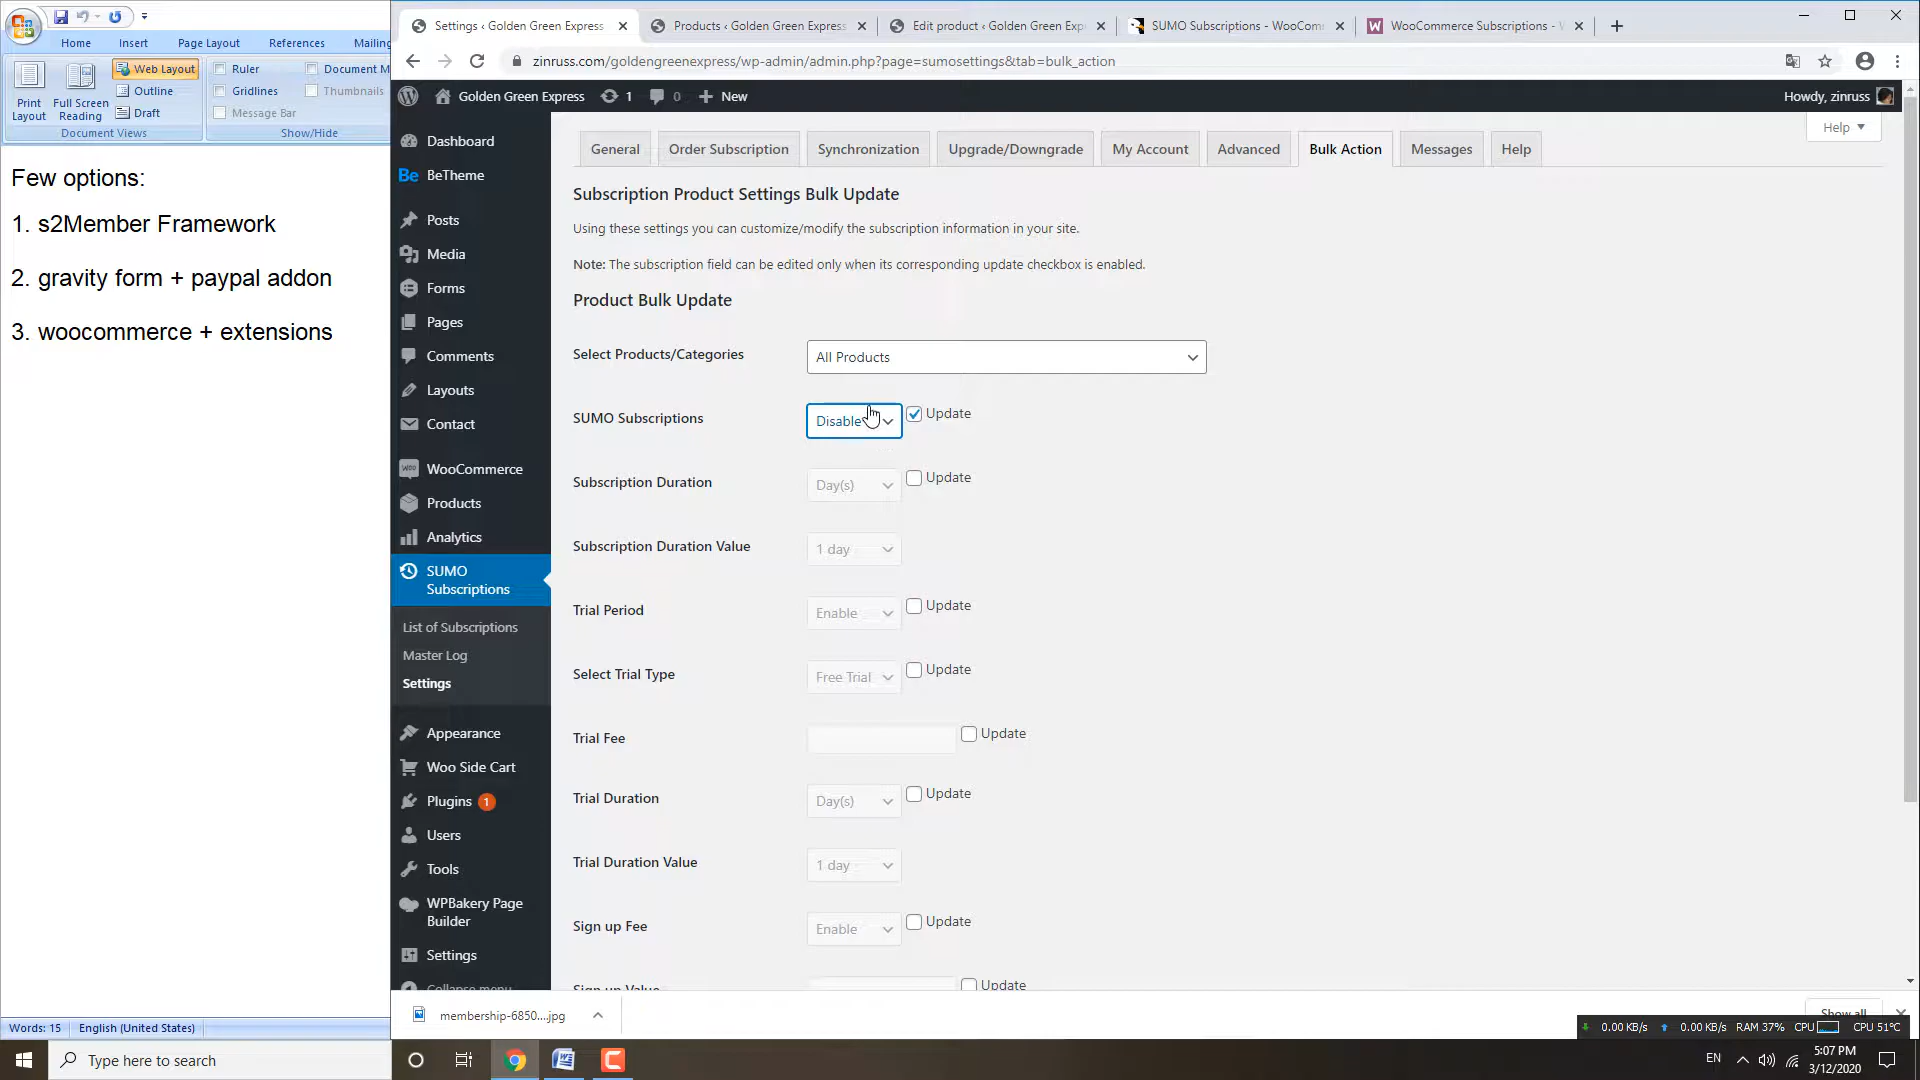 Home
Insert
Page Layout
References
Mailing
Print Layout
Full Screen Reading
Web Layout
Outline
Draft
Document Views
Ruler
Gridlines
Message Bar
Document M
Thumbnails
Show/Hide
Few options:
1. s2Member Framework
2. gravity form + paypal addon
3. woocommerce + extensions
Words: 15
English (United States)
Settings ‹ Golden Green Express
Products ‹ Golden Green Express
Edit product ‹ Golden Green Exp
SUMO Subscriptions - WooCom
WooCommerce Subscriptions -
zinruss.com/goldengreenexpress/wp-admin/admin.php?page=sumosettings&tab=bulk_action
Golden Green Express
1
0
New
Howdy, zinruss
Dashboard
Be BeTheme
Posts
Media
Forms
Pages
Comments
Layouts
Contact
WooCommerce
Products
Analytics
SUMO Subscriptions
List of Subscriptions
Master Log
Settings
Appearance
Woo Side Cart
Plugins 1
Users
Tools
WPBakery Page Builder
Settings
Collapse menu
Help
General
Order Subscription
Synchronization
Upgrade/Downgrade
My Account
Advanced
Bulk Action
Messages
Help
Subscription Product Settings Bulk Update
Using these settings you can customize/modify the subscription information in your site.
Note: The subscription field can be edited only when its corresponding update checkbox is enabled.
Product Bulk Update
Select Products/Categories
All Products
SUMO Subscriptions
Disable
Update
Subscription Duration
Day(s)
Update
Subscription Duration Value
1 day
Trial Period
Enable
Update
Select Trial Type
Free Trial
Update
Trial Fee
Update
Trial Duration
Day(s)
Update
Trial Duration Value
1 day
Sign up Fee
Enable
Update
Sign up Value
Update
membership-6850....jpg
Show all
0.00 KB/s
0.00 KB/s
RAM 37%
CPU
CPU 51°C
Type here to search
EN
5:07 PM
3/12/2020